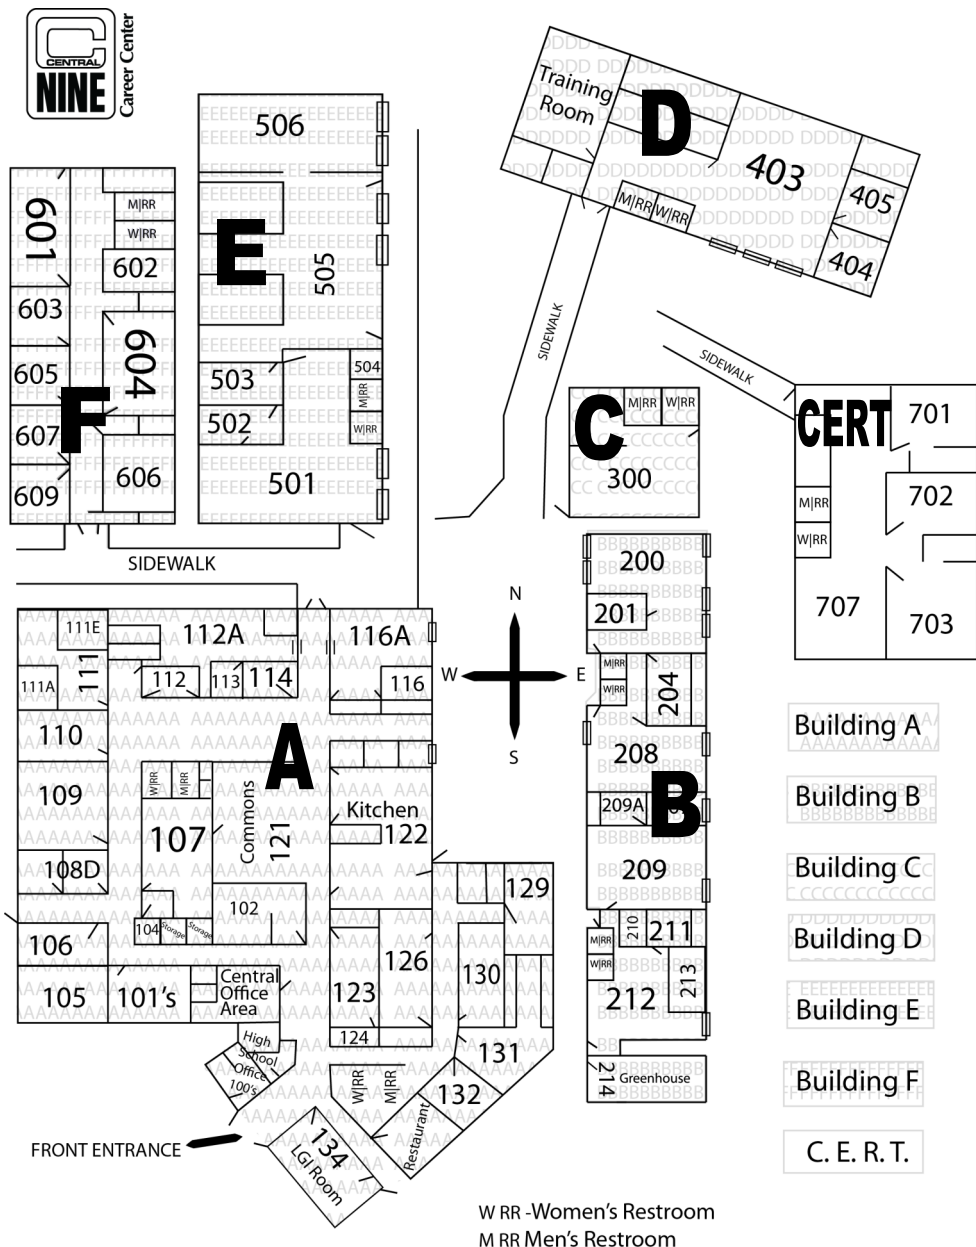 C
CENTRAL
NINE
Career Center
506
E
505
504
503
M|RR
502
W|RR
501
601
M|RR
W|RR
602
603
604
605
F
607
606
609
SIDEWALK
Training
Room
D
403
M|RR
W|RR
405
404
SIDEWALK
SIDEWALK
C
M|RR
W|RR
300
CERT
701
702
M|RR
W|RR
707
703
111E
112A
116A
111
111A
112
113
114
116
110
A
109
W|RR
M|RR
107
Commons
121
Kitchen
122
108D
102
104
Storage
Storage
106
105
101's
Central
Office
Area
129
126
130
123
124
131
132
High
School
Office
100's
W|RR
M|RR
Restaurant
134
LGI Room
FRONT ENTRANCE
N
W
E
S
200
201
M|RR
W|RR
204
208
209A
B
209
210
211
M|RR
W|RR
212
213
214
Greenhouse
Building A
Building B
Building C
Building D
Building E
Building F
C. E. R. T.
W RR -Women's Restroom
M RR Men's Restroom